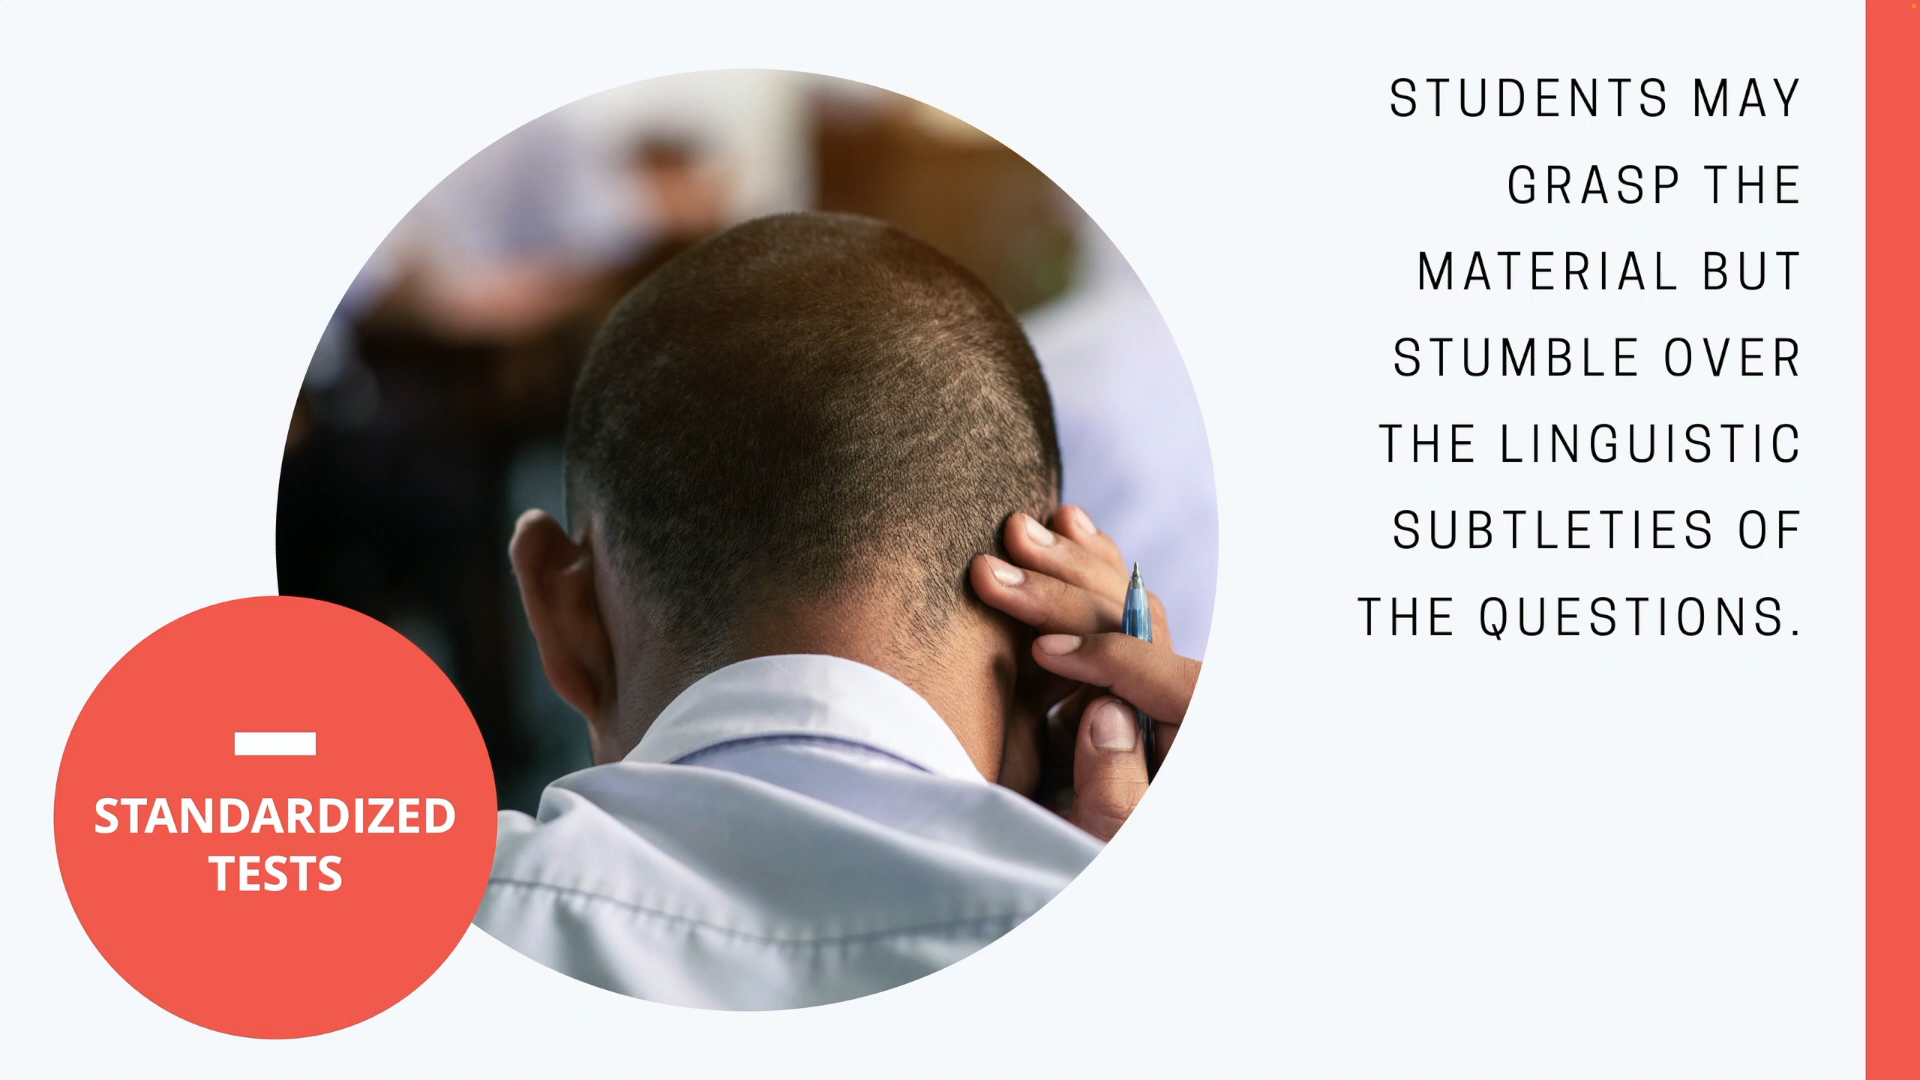 STUDENTS MAY
GRASP THE
MATERIAL BUT
STUMBLE OVER
THE LINGUISTIC
SUBTLETIES OF
THE QUESTIONS.
STANDARDIZED
TESTS